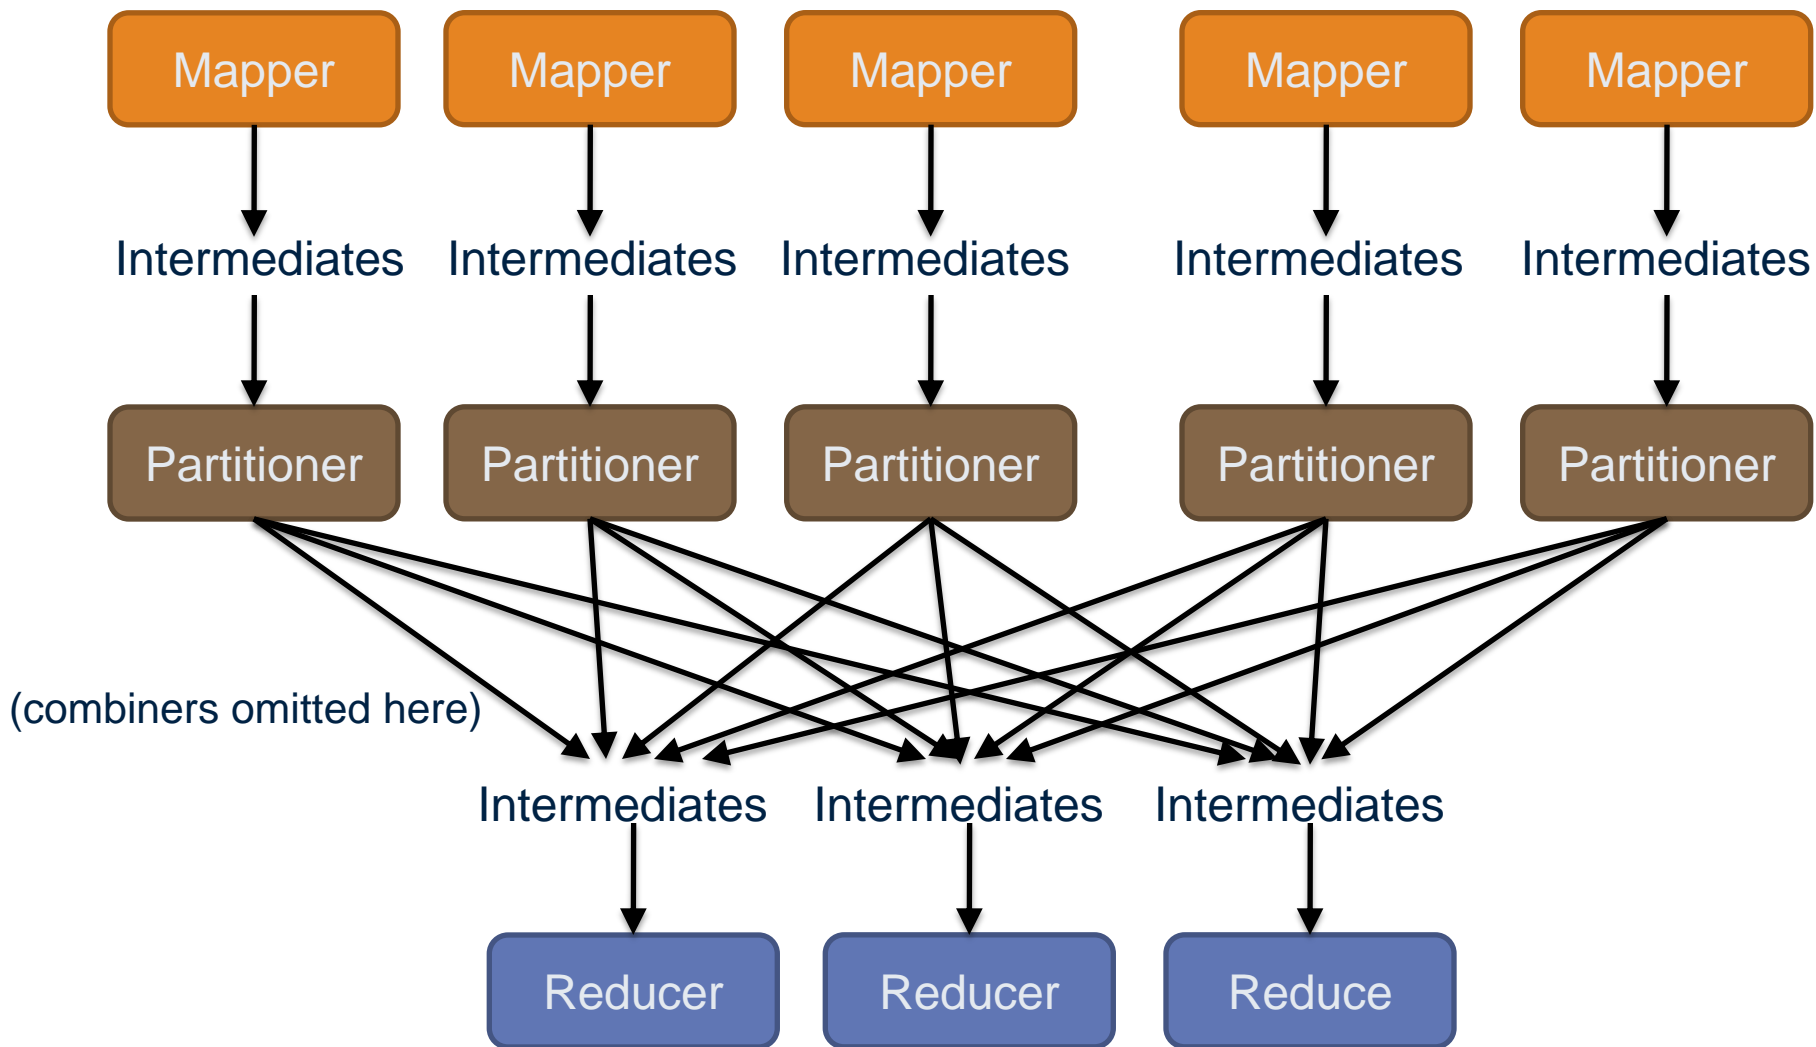 Mapper Mapper Mapper Mapper Mapper
Intermediates Intermediates Intermediates Intermediates Intermediates
Partitioner Partitioner Partitioner Partitioner Partitioner
(combiners omitted here)
Intermediates Intermediates Intermediates
Reducer Reducer Reduce